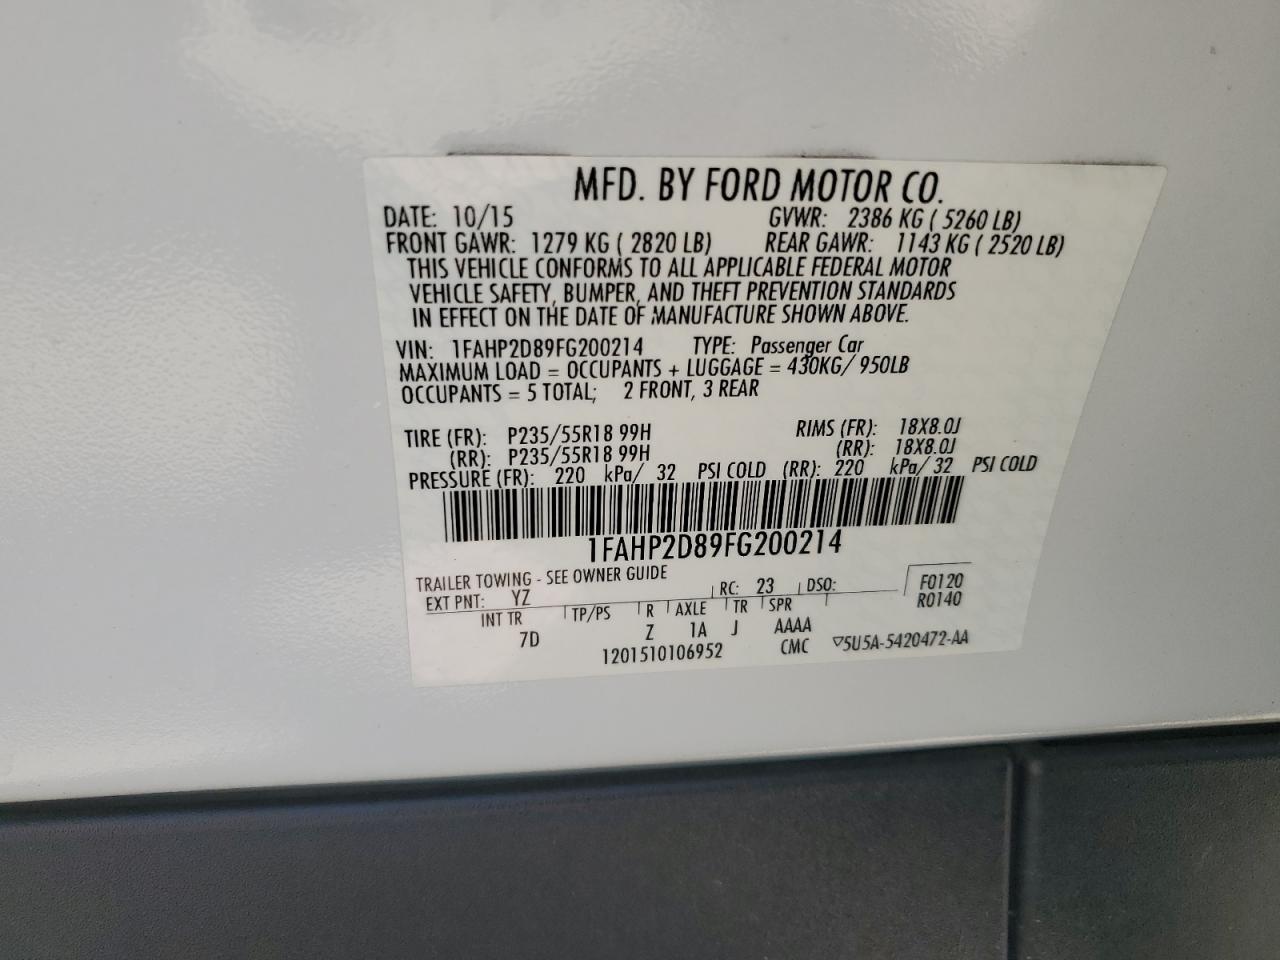 MFD. BY FORD MOTOR CO.
DATE: 10/15 GVWR: 2386 KG ( 5260 LB)
FRONT GAWR: 1279 KG ( 2820 LB) REAR GAWR: 1143 KG ( 2520 LB)
THIS VEHICLE CONFORMS TO ALL APPLICABLE FEDERAL MOTOR
VEHICLE SAFETY, BUMPER, AND THEFT PREVENTION STANDARDS
IN EFFECT ON THE DATE OF MANUFACTURE SHOWN ABOVE.
VIN: 1FAHP2D89FG200214 TYPE: Passenger Car
MAXIMUM LOAD = OCCUPANTS + LUGGAGE = 430KG/ 950LB
OCCUPANTS = 5 TOTAL; 2 FRONT, 3 REAR
TIRE (FR): P235/55R18 99H RIMS (FR): 18X8.0J
(RR): P235/55R18 99H (RR): 18X8.0J
PRESSURE (FR): 220 kPa/ 32 PSI COLD (RR): 220 kPa/ 32 PSI COLD
1FAHP2D89FG200214
TRAILER TOWING - SEE OWNER GUIDE
EXT PNT: YZ RC: 23 DSO: F0120
INT TR TP/PS R AXLE TR SPR R0140
7D Z 1A J AAAA
1201510106952 CMC ▽5U5A-5420472-AA